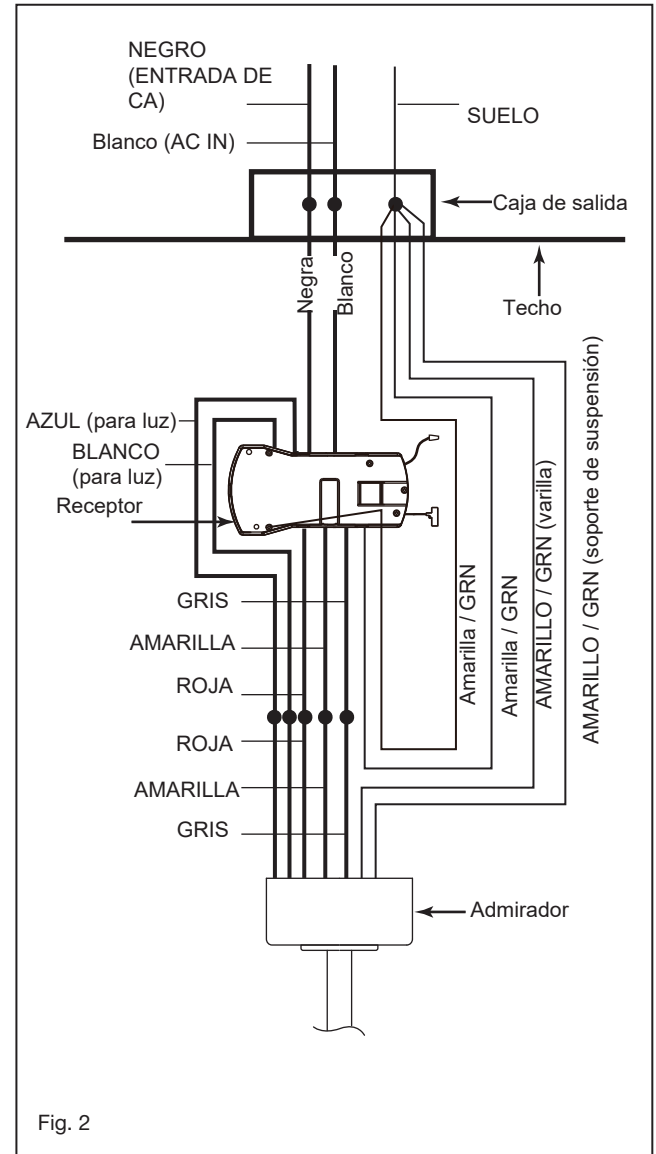 NEGRO
(ENTRADA DE
CA)
SUELO
Blanco (AC IN)
Caja de salida
Negra
Blanco
Techo
AZUL (para luz)
BLANCO
(para luz)
Receptor
GRIS
AMARILLA
ROJA
ROJA
AMARILLA
GRIS
Amarilla / GRN
Amarilla / GRN
AMARILLO / GRN (varilla)
AMARILLO / GRN (soporte de suspensión)
Admirador
Fig. 2